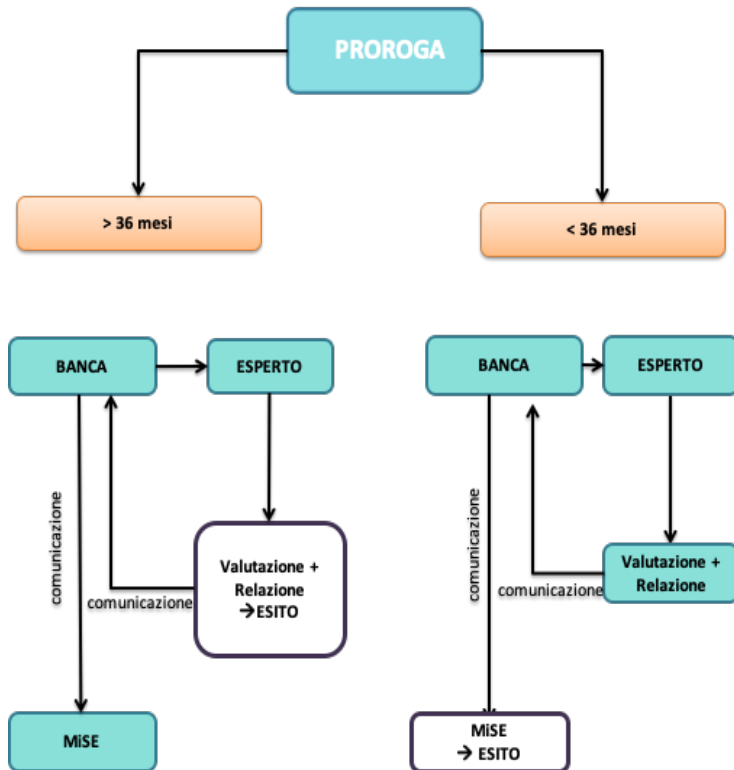 PROROGA
> 36 mesi
< 36 mesi
BANCA
ESPERTO
comunicazione
comunicazione
Valutazione +
Relazione
→ESITO
MiSE
BANCA
ESPERTO
comunicazione
comunicazione
Valutazione +
Relazione
MiSE
→ ESITO